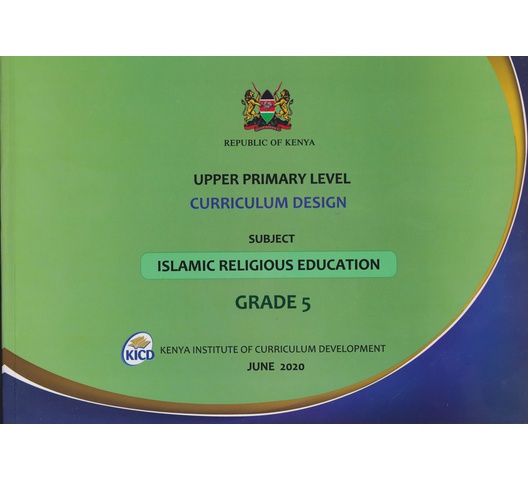 REPUBLIC OF KENYA
UPPER PRIMARY LEVEL
CURRICULUM DESIGN
SUBJECT
ISLAMIC RELIGIOUS EDUCATION
GRADE 5
KICD
KENYA INSTITUTE OF CURRICULUM DEVELOPMENT
JUNE 2020